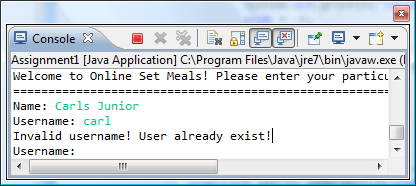 Console
Assignment1 [Java Application] C:\Program Files\Java\jre7\bin\javaw.exe (
Welcome to Online Set Meals! Please enter your particu
======================================================
Name: Carls Junior
Username: carl
Invalid username! User already exist!
Username: